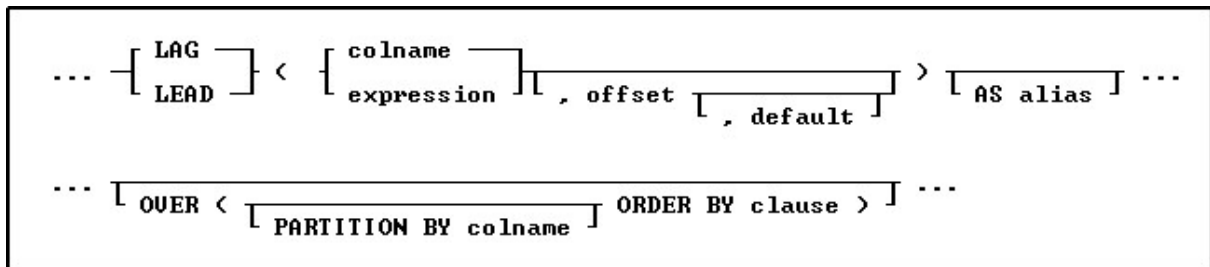 LAG
... LEAD ( colname
expression , offset , default ) AS alias ...
... OVER ( PARTITION BY colname ORDER BY clause ) ...